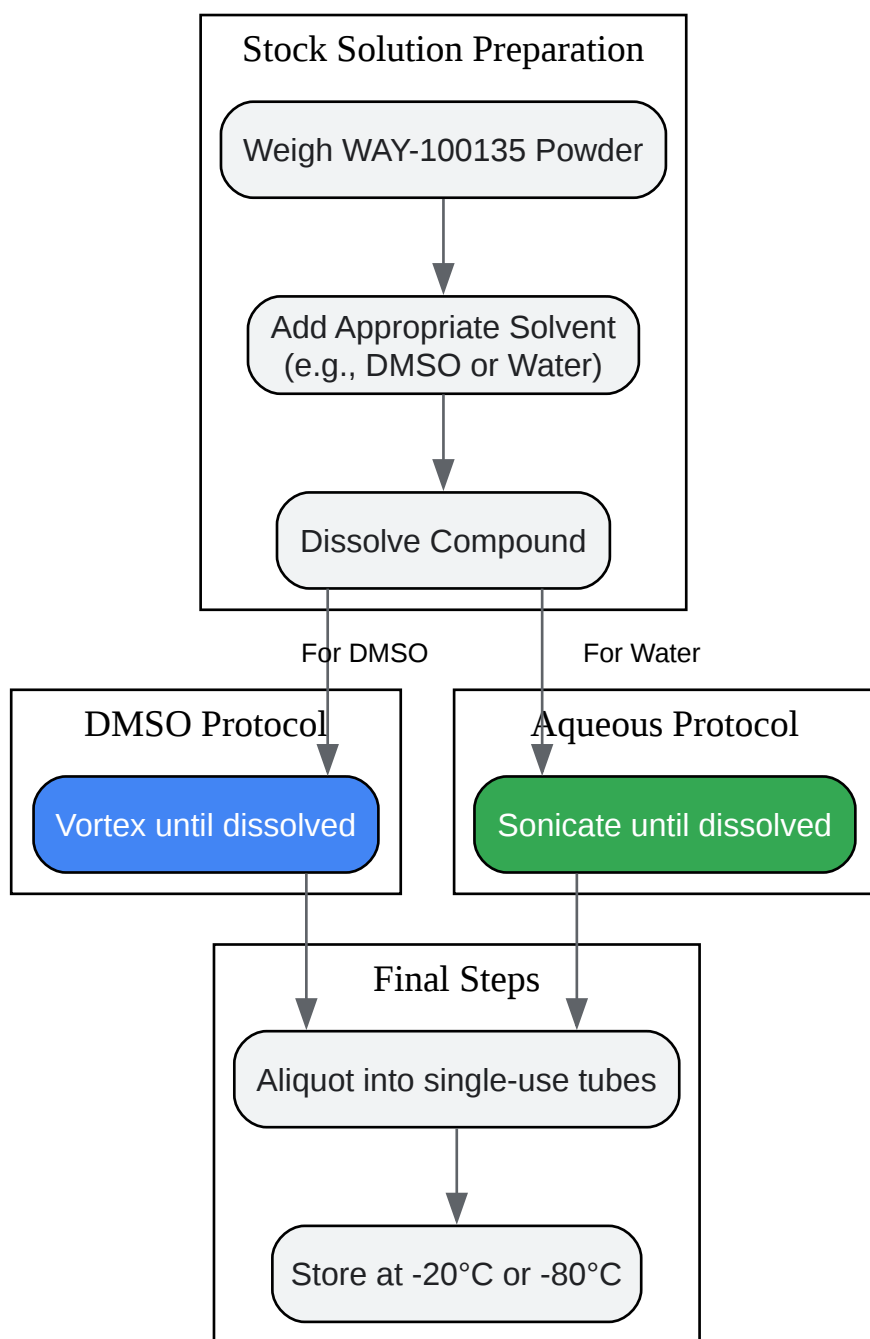 Stock Solution Preparation
Weigh WAY-100135 Powder
Add Appropriate Solvent
(e.g., DMSO or Water)
Dissolve Compound
For DMSO
For Water
DMSO Protocol
Aqueous Protocol
Vortex until dissolved
Sonicate until dissolved
Final Steps
Aliquot into single-use tubes
Store at -20°C or -80°C